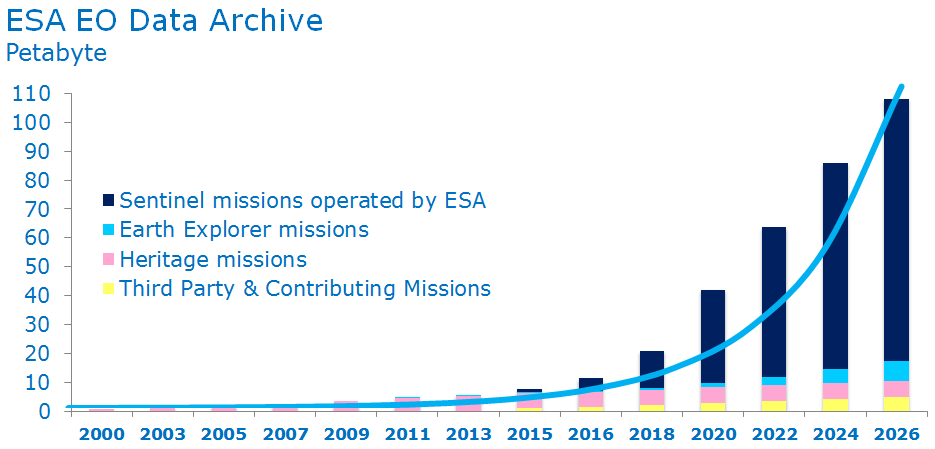 ESA EO Data Archive
Petabyte
110
100
90
80
70
60
50
40
30
20
10
0
Sentinel missions operated by ESA
Earth Explorer missions
Heritage missions
Third Party & Contributing Missions
2000 2003 2005 2007 2009 2011 2013 2015 2016 2018 2020 2022 2024 2026